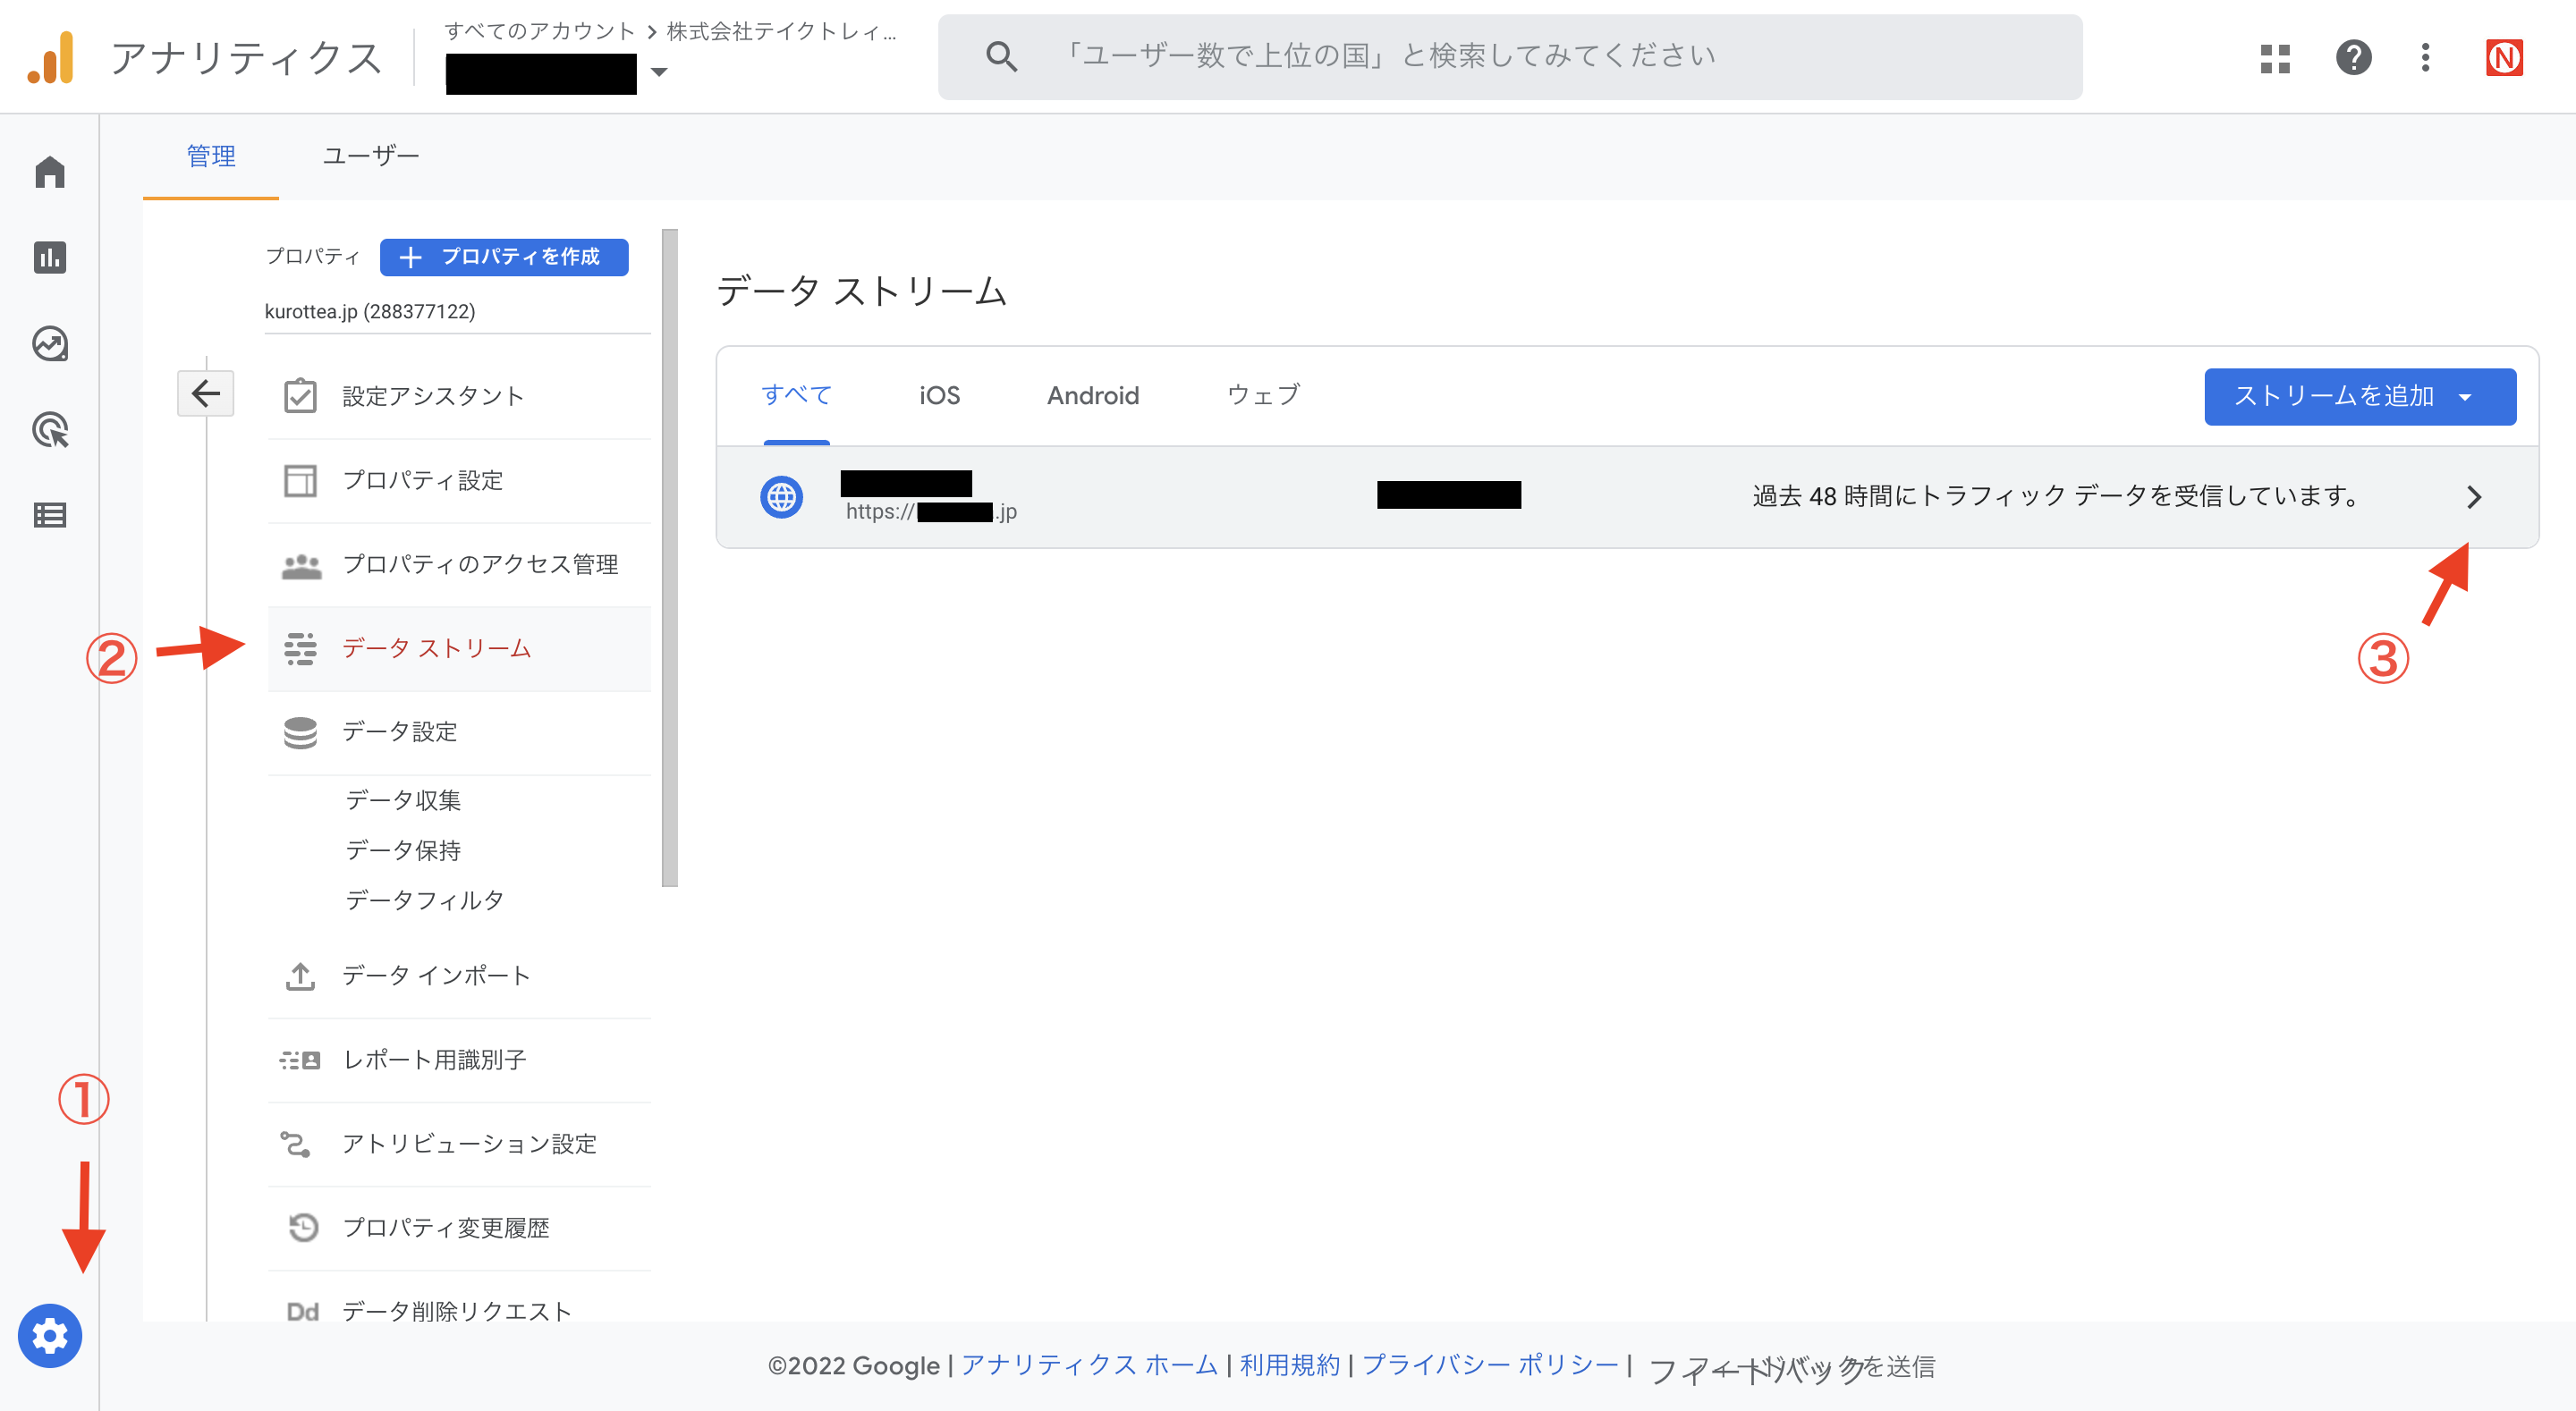 アナリティクス
すべてのアカウント > 株式会社テイクトレイ...
「ユーザー数で上位の国」と検索してみてください
N
管理
ユーザー
プロパティ
+ プロパティを作成
kurottea.jp (288377122)
設定アシスタント
プロパティ設定
プロパティのアクセス管理
② データ ストリーム
データ設定
データ収集
データ保持
データフィルタ
データ インポート
レポート用識別子
アトリビューション設定
プロパティ変更履歴
Dd データ削除リクエスト
①
データ ストリーム
すべて
iOS
Android
ウェブ
ストリームを追加
https://
.jp
過去 48 時間にトラフィック データを受信しています。
③
©2022 Google | アナリティクス ホーム | 利用規約 | プライバシー ポリシー | フィードバックを送信